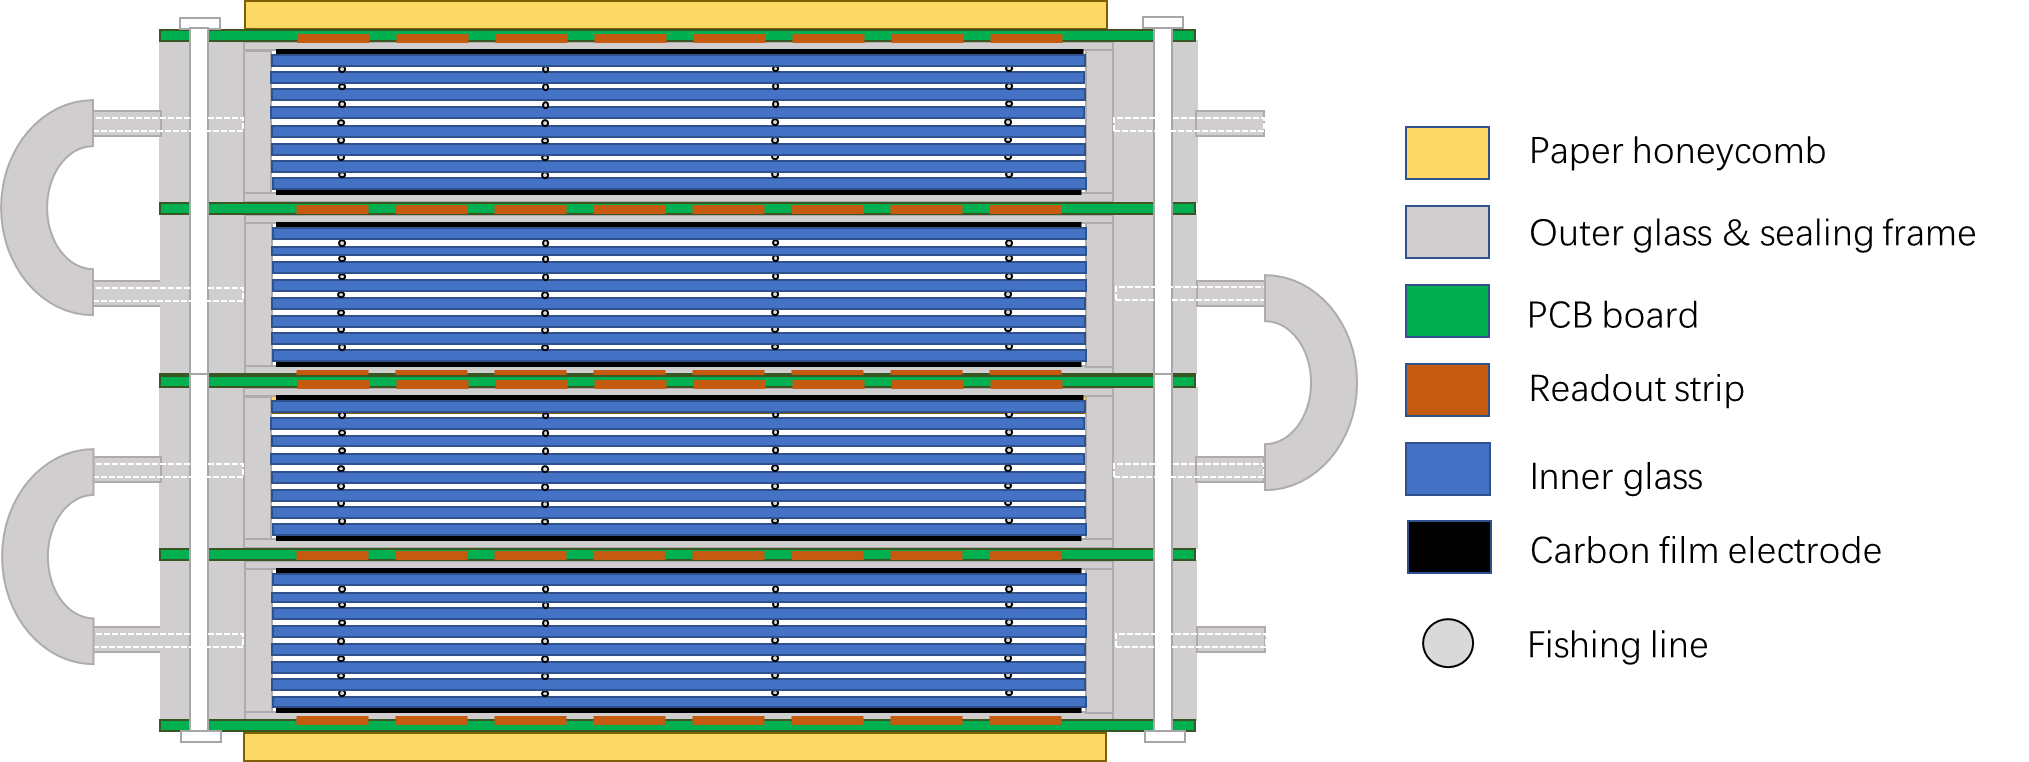 Paper honeycomb
Outer glass & sealing frame
PCB board
Readout strip
Inner glass
Carbon film electrode
Fishing line